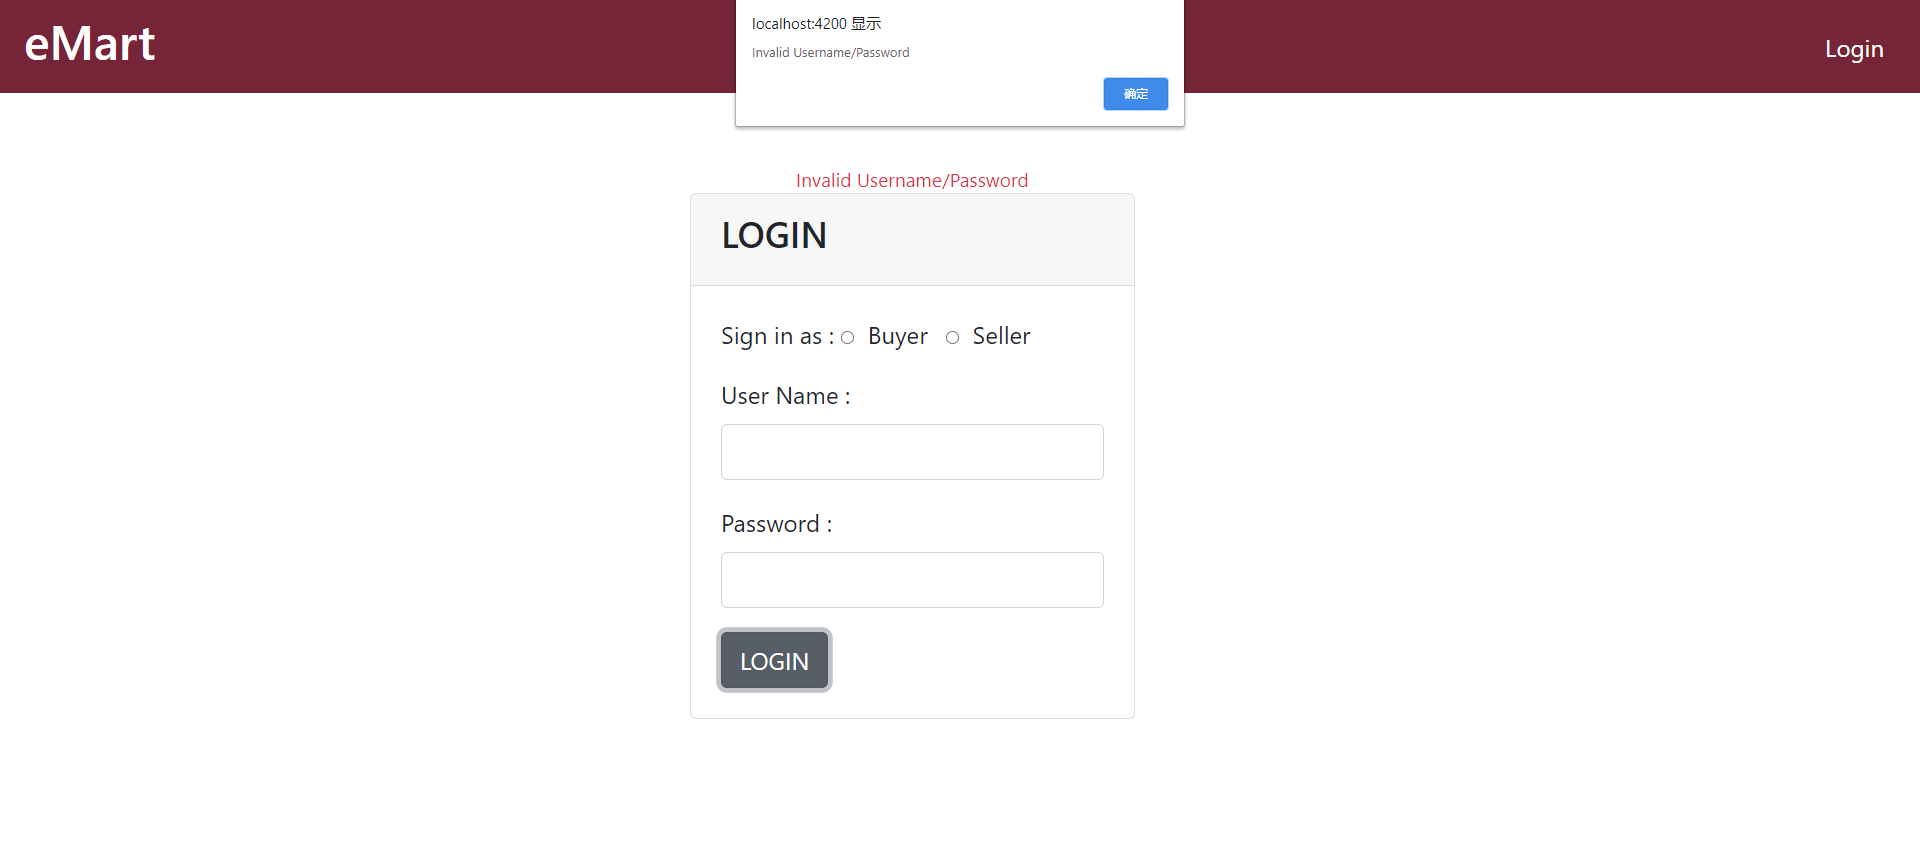 eMart
Login
localhost:4200 显示
Invalid Username/Password
确定
Invalid Username/Password
LOGIN
Sign in as : Buyer Seller
User Name :
Password :
LOGIN